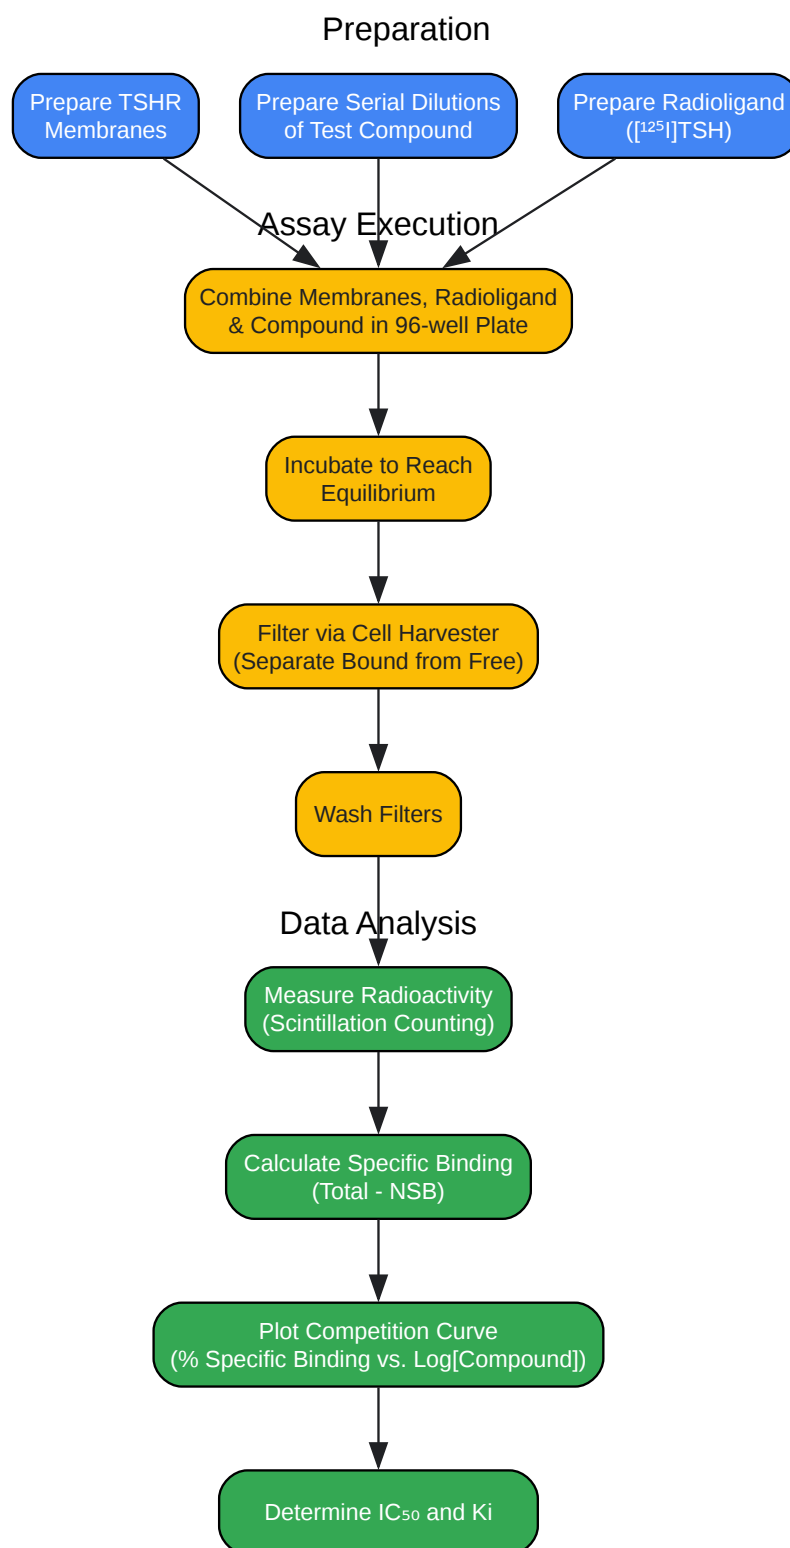 Preparation
Prepare TSHR
Membranes
Prepare Serial Dilutions
of Test Compound
Prepare Radioligand
([¹²⁵I]TSH)
Assay Execution
Combine Membranes, Radioligand
& Compound in 96-well Plate
Incubate to Reach
Equilibrium
Filter via Cell Harvester
(Separate Bound from Free)
Wash Filters
Data Analysis
Measure Radioactivity
(Scintillation Counting)
Calculate Specific Binding
(Total - NSB)
Plot Competition Curve
(% Specific Binding vs. Log[Compound])
Determine IC₅₀ and Ki